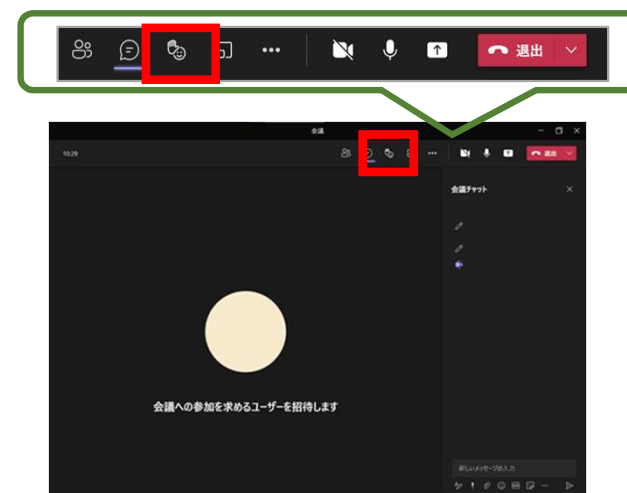 退出
会議
10:29
退出
会議チャット
会議への参加を求めるユーザーを招待します
新しいメッセージの入力